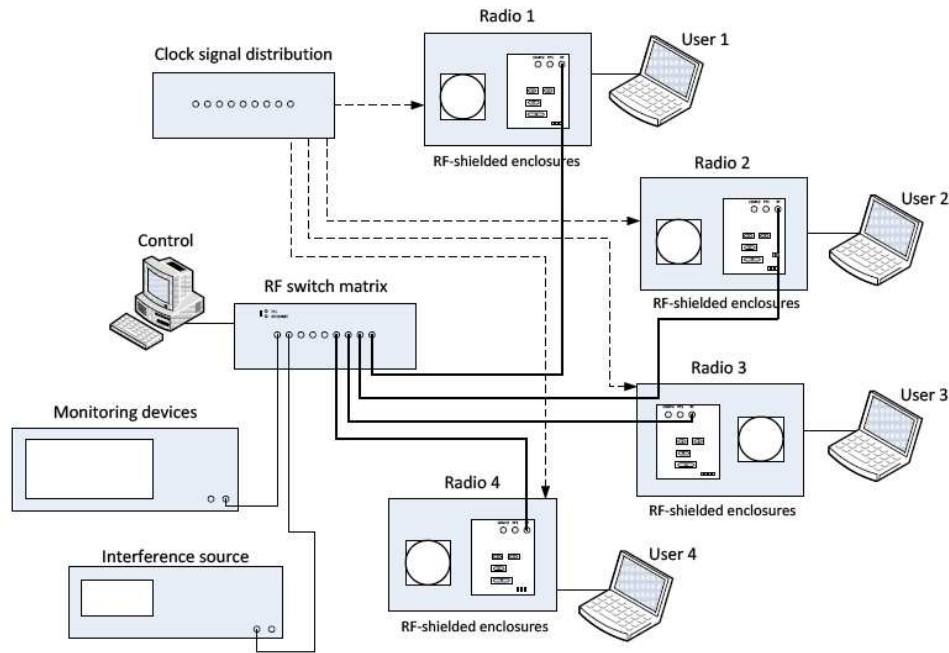 Radio 1
User 1
Clock signal distribution
RF-shielded enclosures
Radio 2
User 2
Control
RF switch matrix
RF-shielded enclosures
Radio 3
User 3
Monitoring devices
Radio 4
RF-shielded enclosures
Interference source
User 4
RF-shielded enclosures